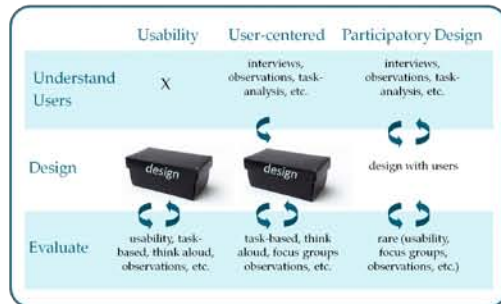 Usability User-centered Participatory Design
Understand
Users
X
interviews,
observations, task-
analysis, etc.
interviews,
observations, task-
analysis, etc.
Design
design
design
design with users
Evaluate
usability, task-
based, think aloud,
observations, etc.
task-based, think
aloud, focus groups
observations, etc.
rare (usability,
focus groups,
observations, etc.)